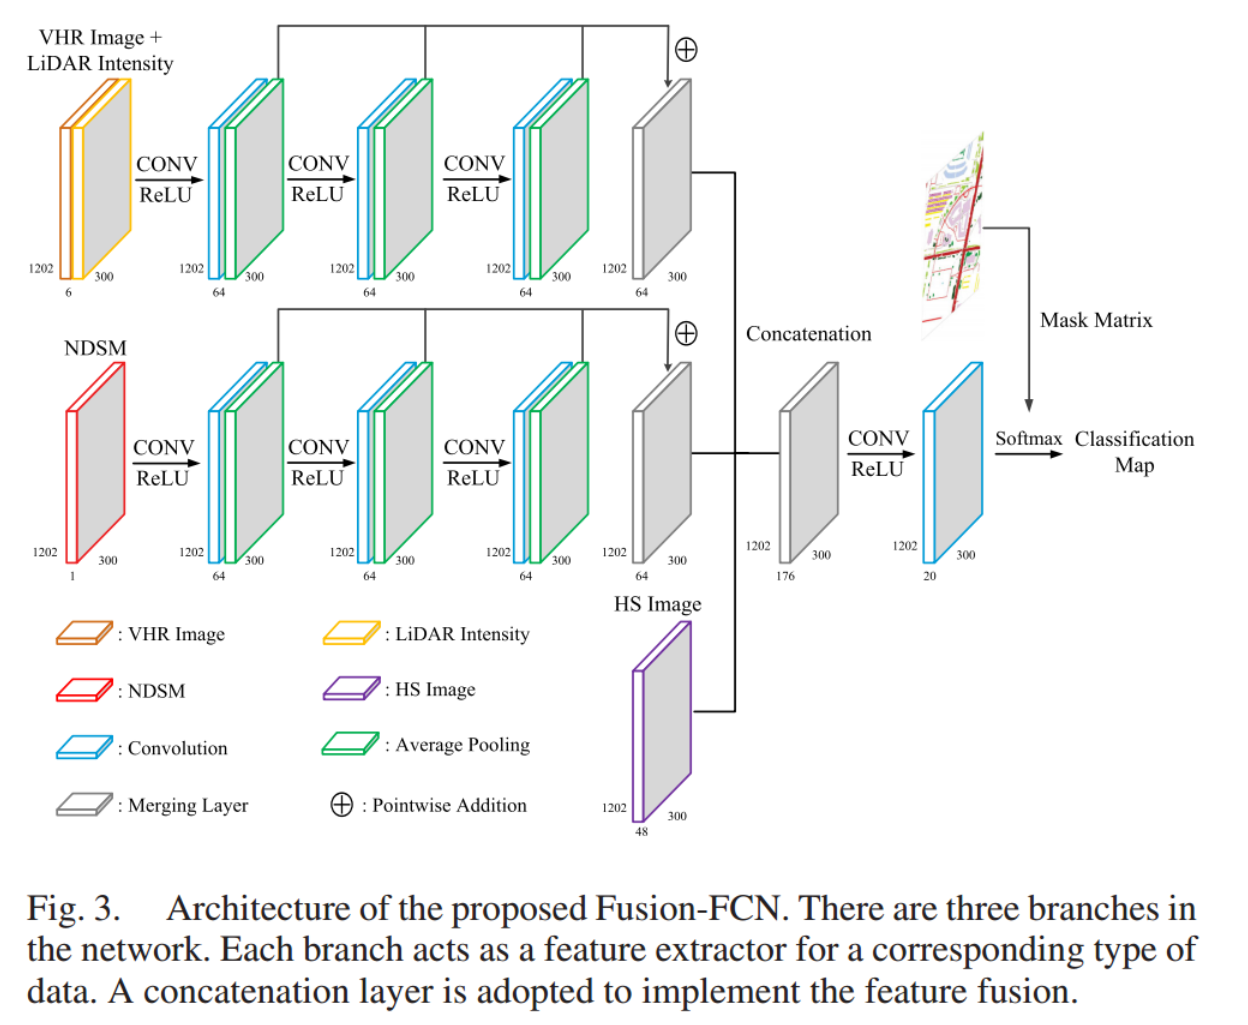 VHR Image +
LiDAR Intensity
CONV
ReLU
CONV
ReLU
CONV
ReLU
1202
300
6
1202
300
64
1202
300
64
1202
300
64
1202
300
64
NDSM
CONV
ReLU
CONV
ReLU
CONV
ReLU
1202
300
1
1202
300
64
1202
300
64
1202
300
64
1202
300
64
Concatenation
Mask Matrix
CONV
ReLU
Softmax
Classification
Map
1202
300
176
1202
300
20
HS Image
1202
300
48
: VHR Image
: LiDAR Intensity
: NDSM
: HS Image
: Convolution
: Average Pooling
: Merging Layer
: Pointwise Addition
Fig. 3. Architecture of the proposed Fusion-FCN. There are three branches in
the network. Each branch acts as a feature extractor for a corresponding type of
data. A concatenation layer is adopted to implement the feature fusion.